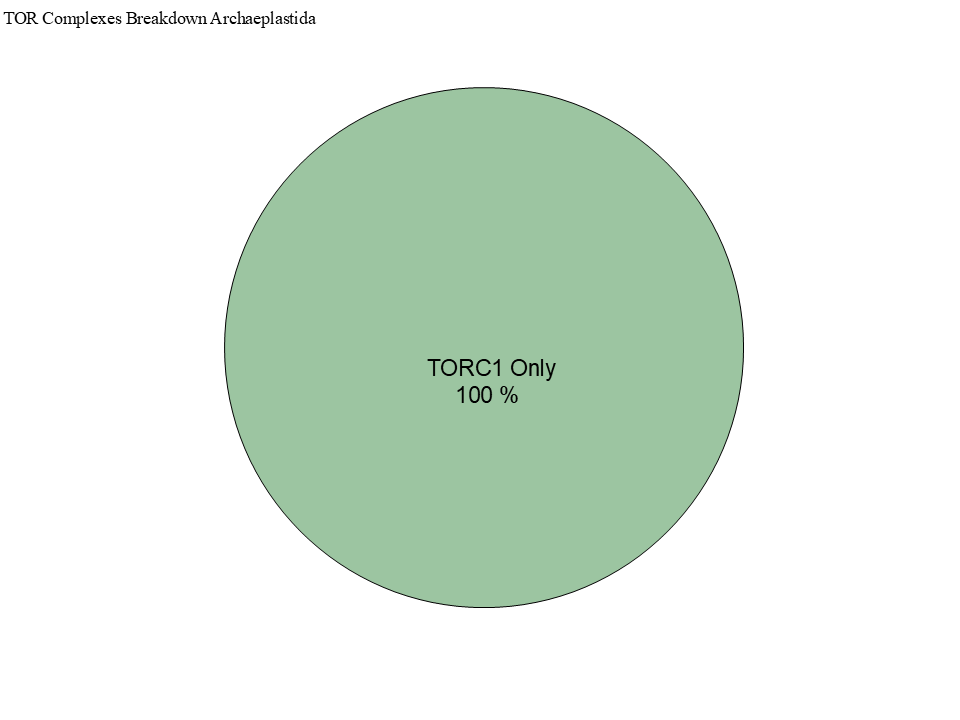 TOR Complexes Breakdown Archaeplastida
TORC1 Only
100 %